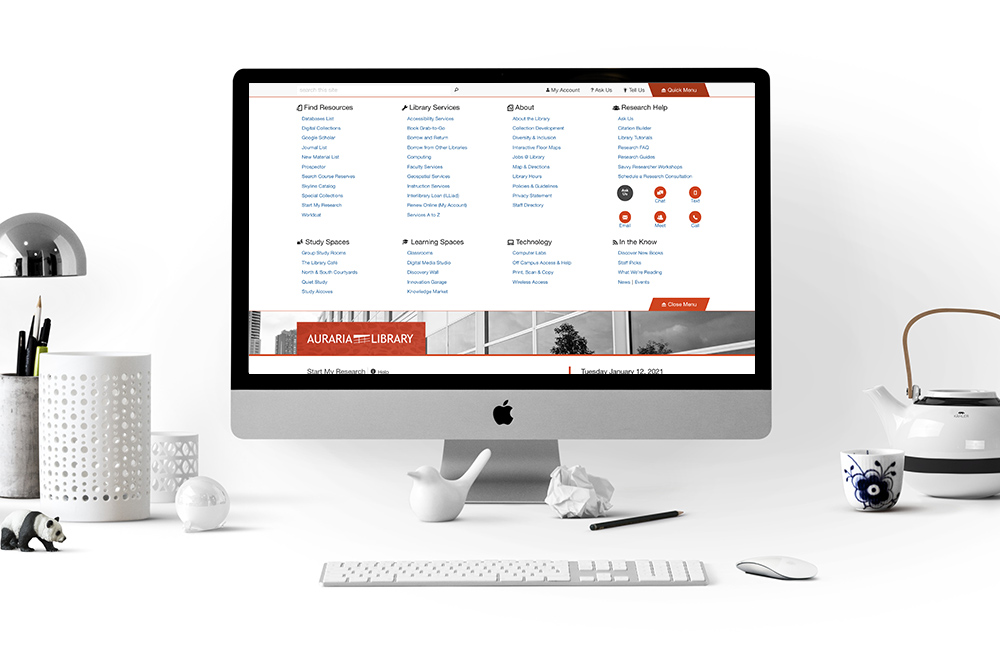 search this site
My Account
? Ask Us
Tell Us
Quick Menu
Find Resources
Databases List
Digital Collections
Google Scholar
Journal List
New Material List
Prospector
Search Course Reserves
Skyline Catalog
Special Collections
Start My Research
Worldcat
Library Services
Accessibility Services
Book Grab-to-Go
Borrow and Return
Borrow from Other Libraries
Computing
Faculty Services
Geospatial Services
Instruction Services
Interlibrary Loan (ILLiad)
Renew Online (My Account)
Services A to Z
About
About the Library
Collection Development
Diversity & Inclusion
Interactive Floor Maps
Jobs @ Library
Map & Directions
Library Hours
Policies & Guidelines
Privacy Statement
Staff Directory
Research Help
Ask Us
Citation Builder
Library Tutorials
Research FAQ
Research Guides
Savvy Researcher Workshops
Schedule a Research Consultation
Ask
Us
Chat
Text
Email
Meet
Call
Study Spaces
Group Study Rooms
The Library Café
North & South Courtyards
Quiet Study
Study Alcoves
Learning Spaces
Classrooms
Digital Media Studio
Discovery Wall
Innovation Garage
Knowledge Market
Technology
Computer Labs
Off Campus Access & Help
Print, Scan & Copy
Wireless Access
In the Know
Discover New Books
Staff Picks
What We're Reading
News | Events
Close Menu
AURARIA LIBRARY
Start My Research Help
Tuesday January 12, 2021